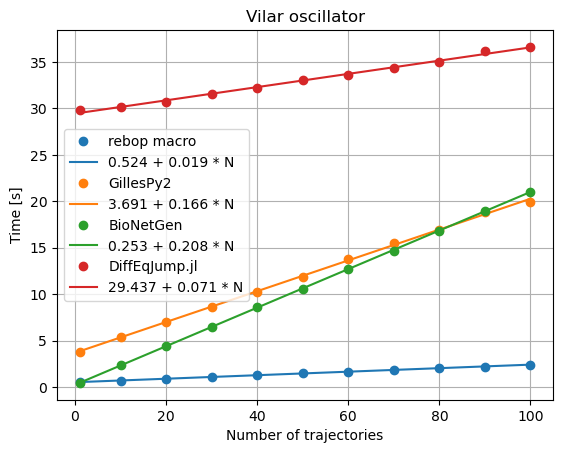 Vilar oscillator
Time [s]
35
30
25
20
15
10
5
0
rebop macro
0.524 + 0.019 * N
GillesPy2
3.691 + 0.166 * N
BioNetGen
0.253 + 0.208 * N
DiffEqJump.jl
29.437 + 0.071 * N
0 20 40 60 80 100
Number of trajectories